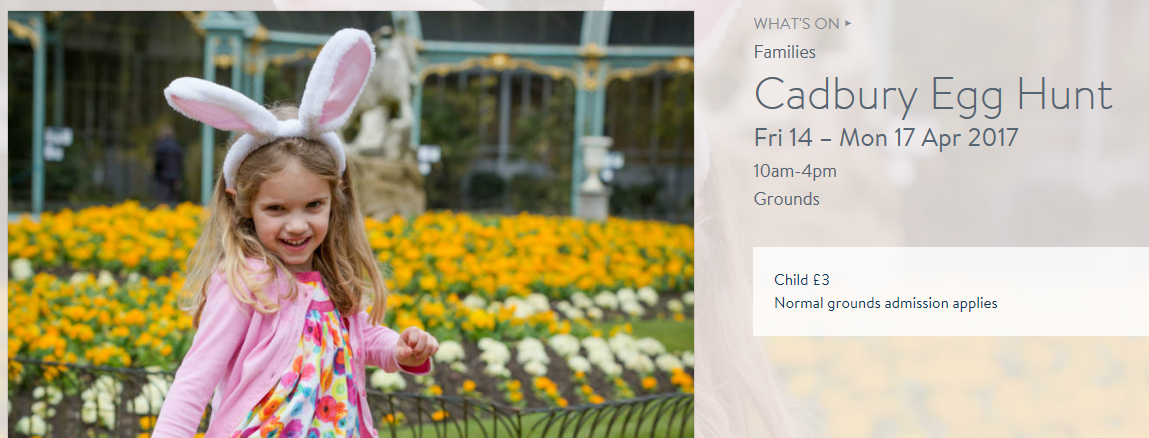 WHAT'S ON ▸
Families
Cadbury Egg Hunt
Fri 14 – Mon 17 Apr 2017
10am-4pm
Grounds
Child £3
Normal grounds admission applies